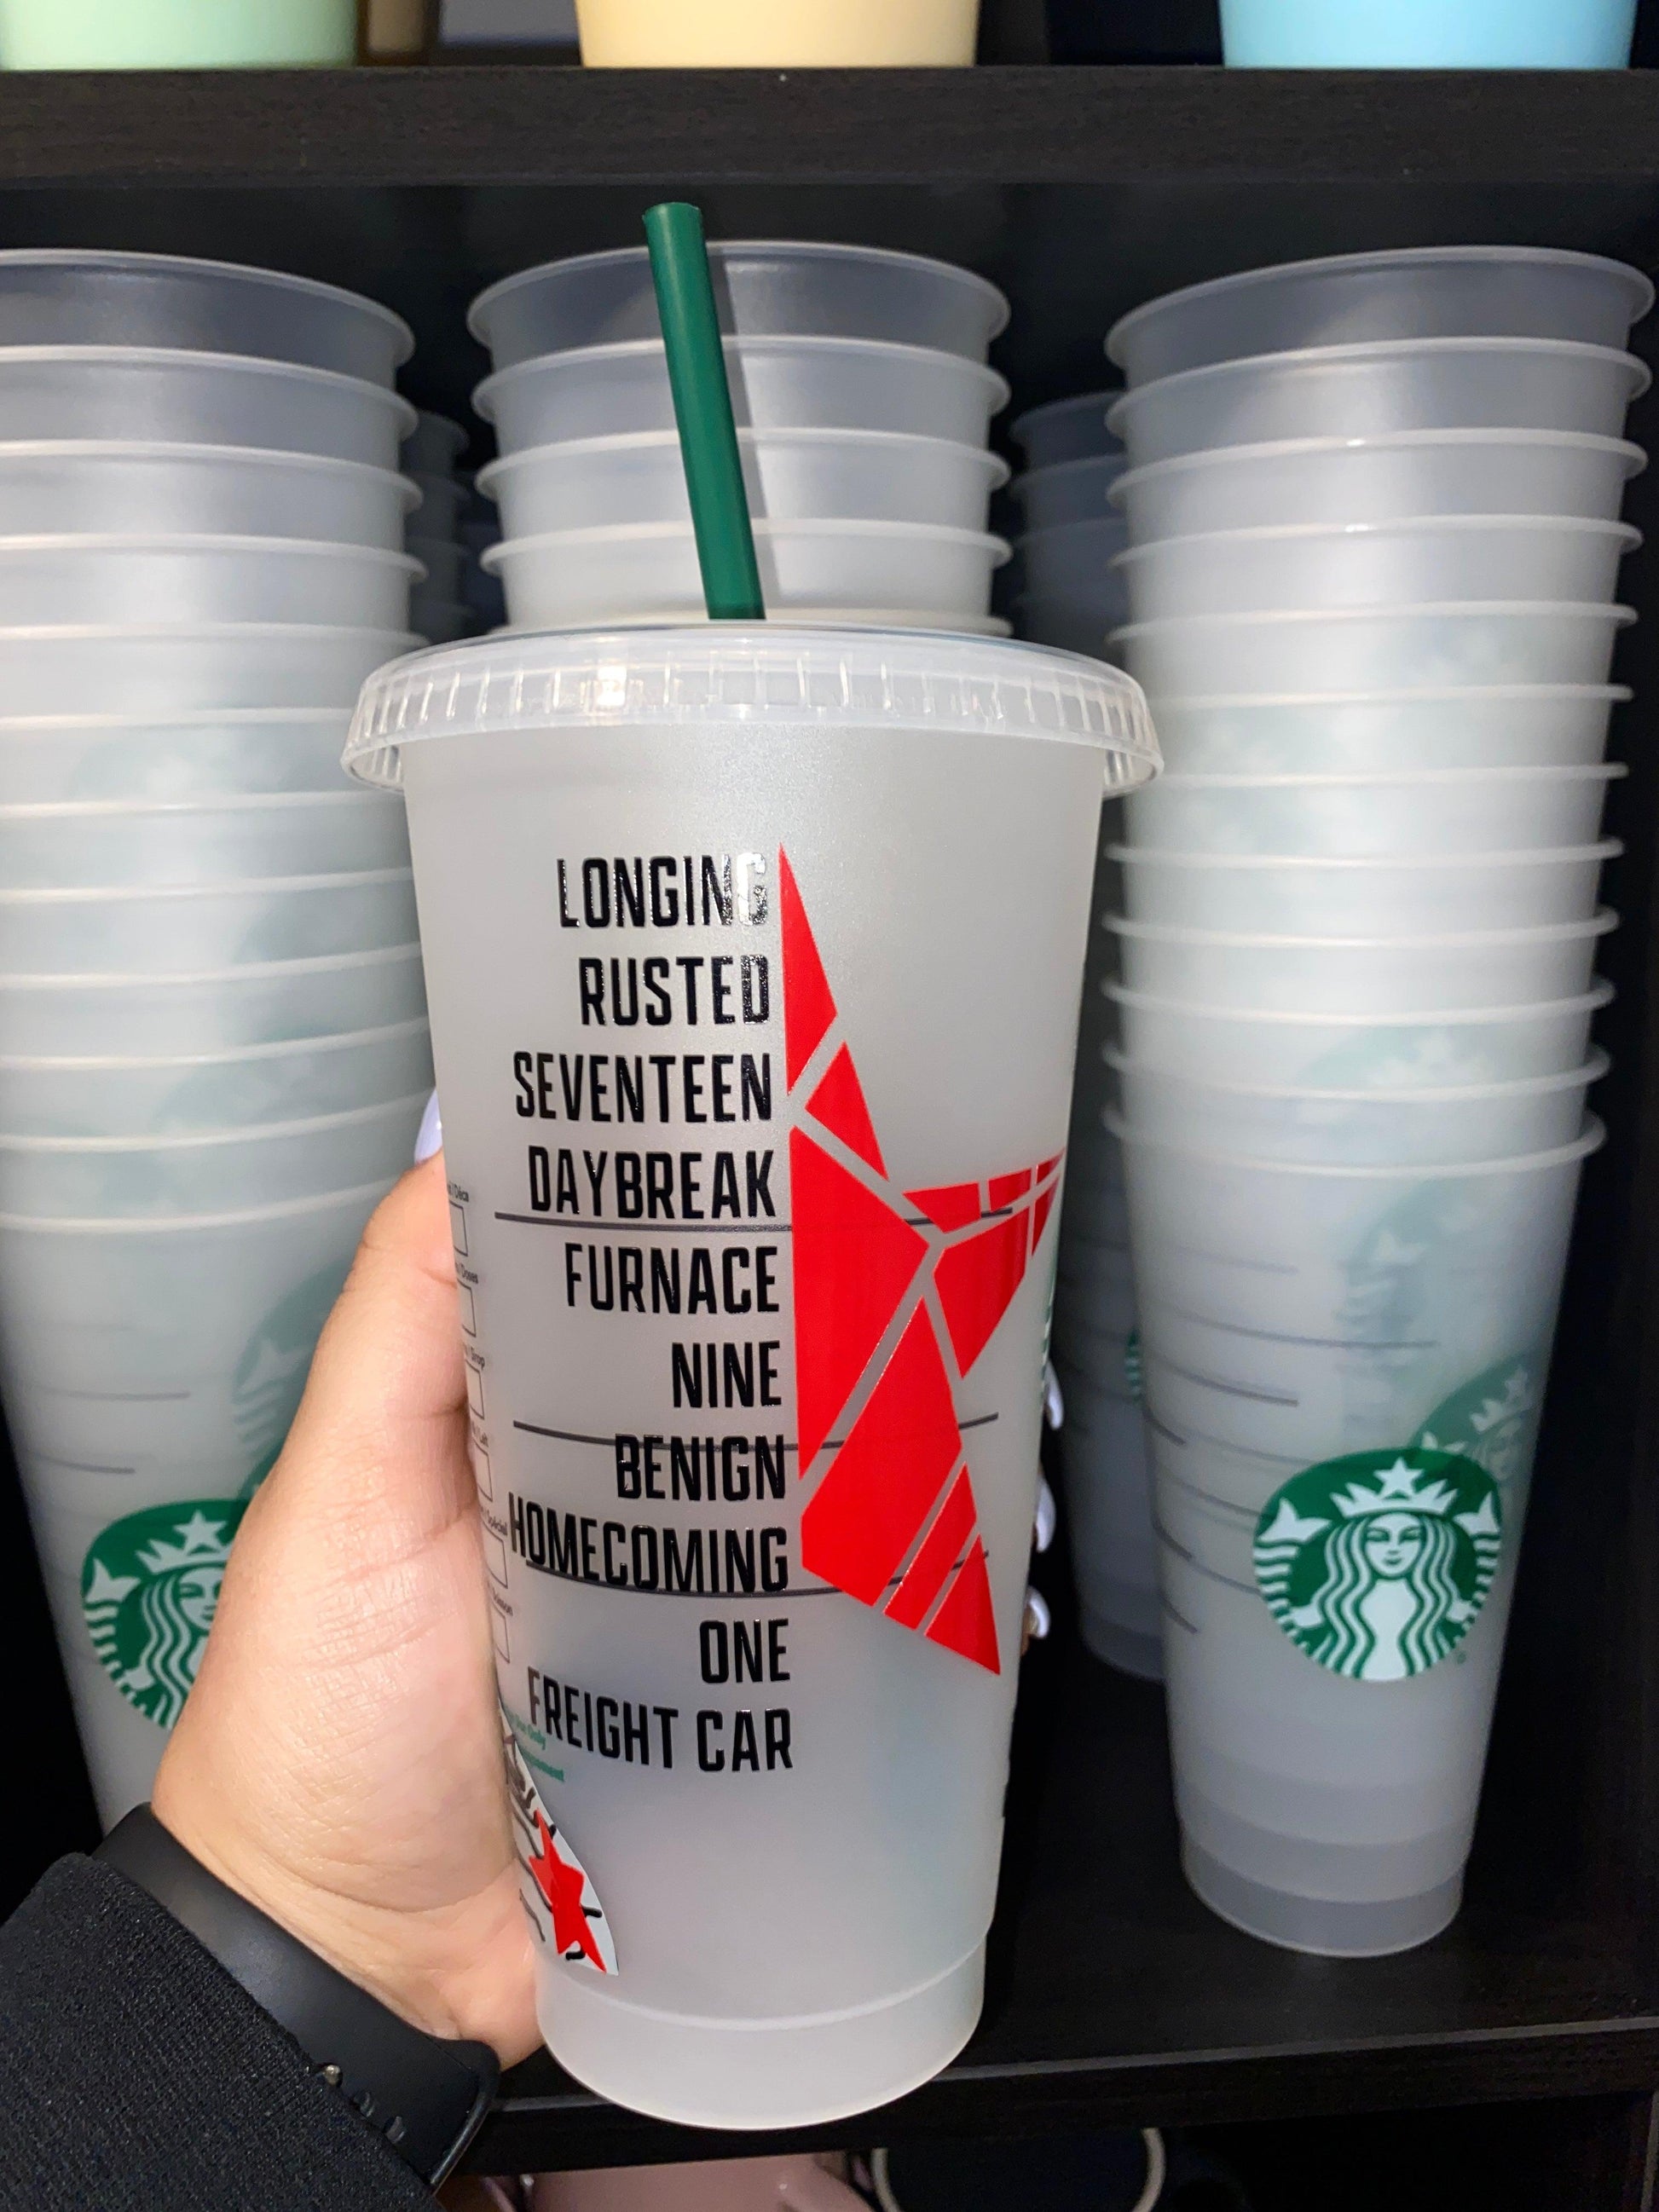 LONGING
RUSTED
SEVENTEEN
DAYBREAK
FURNACE
NINE
BENIGN
HOMECOMING
ONE
FREIGHT CAR